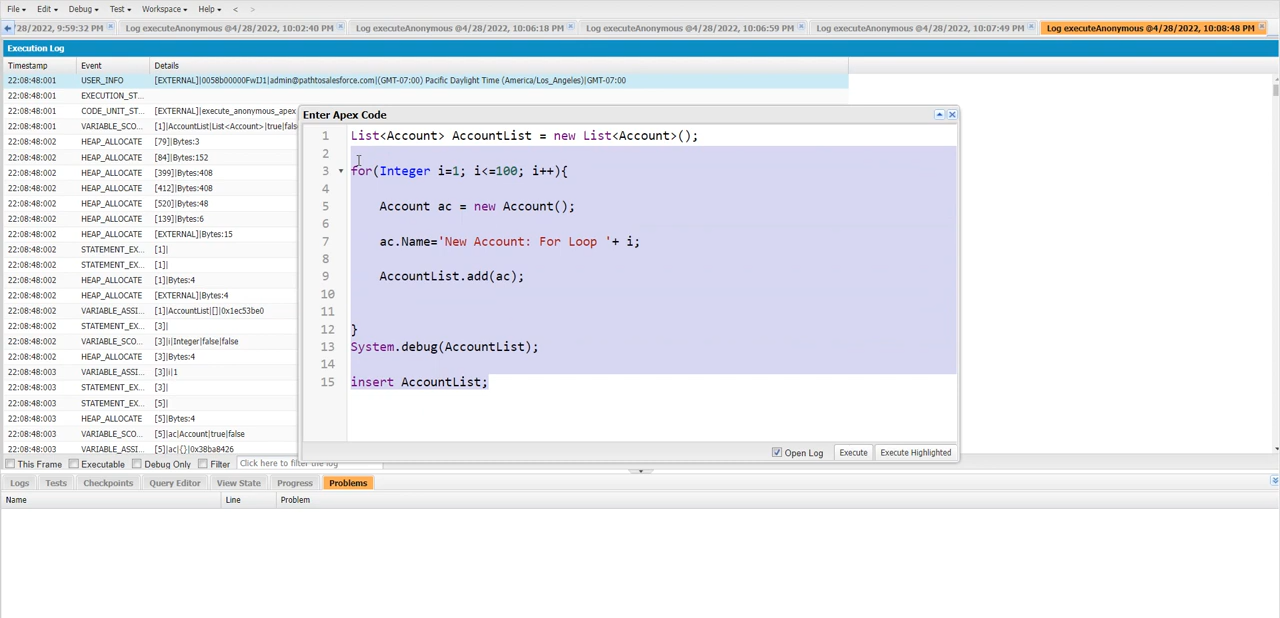 File Edit Debug Test Workspace Help < >
/28/2022, 9:59:32 PM Log executeAnonymous @4/28/2022, 10:02:40 PM Log executeAnonymous @4/28/2022, 10:06:18 PM Log executeAnonymous @4/28/2022, 10:06:59 PM Log executeAnonymous @4/28/2022, 10:07:49 PM Log executeAnonymous @4/28/2022, 10:08:48 PM
Execution Log
Timestamp Event Details
22:08:48:001 USER_INFO [EXTERNAL]|0058b00000FwIJ1|admin@pathtosalesforce.com|(GMT-07:00) Pacific Daylight Time (America/Los_Angeles)|GMT-07:00
22:08:48:001 EXECUTION_ST...
22:08:48:001 CODE_UNIT_ST... [EXTERNAL]|execute_anonymous_apex
22:08:48:001 VARIABLE_SCO... [1]|AccountList|List<Account>|true|fals
22:08:48:002 HEAP_ALLOCATE [79]|Bytes:3
22:08:48:002 HEAP_ALLOCATE [84]|Bytes:152
22:08:48:002 HEAP_ALLOCATE [399]|Bytes:408
22:08:48:002 HEAP_ALLOCATE [412]|Bytes:408
22:08:48:002 HEAP_ALLOCATE [520]|Bytes:48
22:08:48:002 HEAP_ALLOCATE [139]|Bytes:6
22:08:48:002 HEAP_ALLOCATE [EXTERNAL]|Bytes:15
22:08:48:002 STATEMENT_EX... [1]|
22:08:48:002 STATEMENT_EX... [1]|
22:08:48:002 HEAP_ALLOCATE [1]|Bytes:4
22:08:48:002 HEAP_ALLOCATE [EXTERNAL]|Bytes:4
22:08:48:002 VARIABLE_ASSI... [1]|AccountList|[]|0x1ec53be0
22:08:48:002 STATEMENT_EX... [3]|
22:08:48:002 VARIABLE_SCO... [3]|i|Integer|false|false
22:08:48:002 HEAP_ALLOCATE [3]|Bytes:4
22:08:48:002 VARIABLE_ASSI... [3]|i|1
22:08:48:003 STATEMENT_EX... [3]|
22:08:48:003 STATEMENT_EX... [5]|
22:08:48:003 HEAP_ALLOCATE [5]|Bytes:4
22:08:48:003 VARIABLE_SCO... [5]|ac|Account|true|false
22:08:48:003 VARIABLE_ASSI... [5]|ac|{}|0x38ba8426
Enter Apex Code
1 List<Account> AccountList = new List<Account>();
2
3 for(Integer i=1; i<=100; i++){
4
5 Account ac = new Account();
6
7 ac.Name='New Account: For Loop '+ i;
8
9 AccountList.add(ac);
10
11
12 }
13 System.debug(AccountList);
14
15 insert AccountList;
Open Log Execute Execute Highlighted
This Frame Executable Debug Only Filter Click here to filter the log
Logs Tests Checkpoints Query Editor View State Progress Problems
Name Line Problem